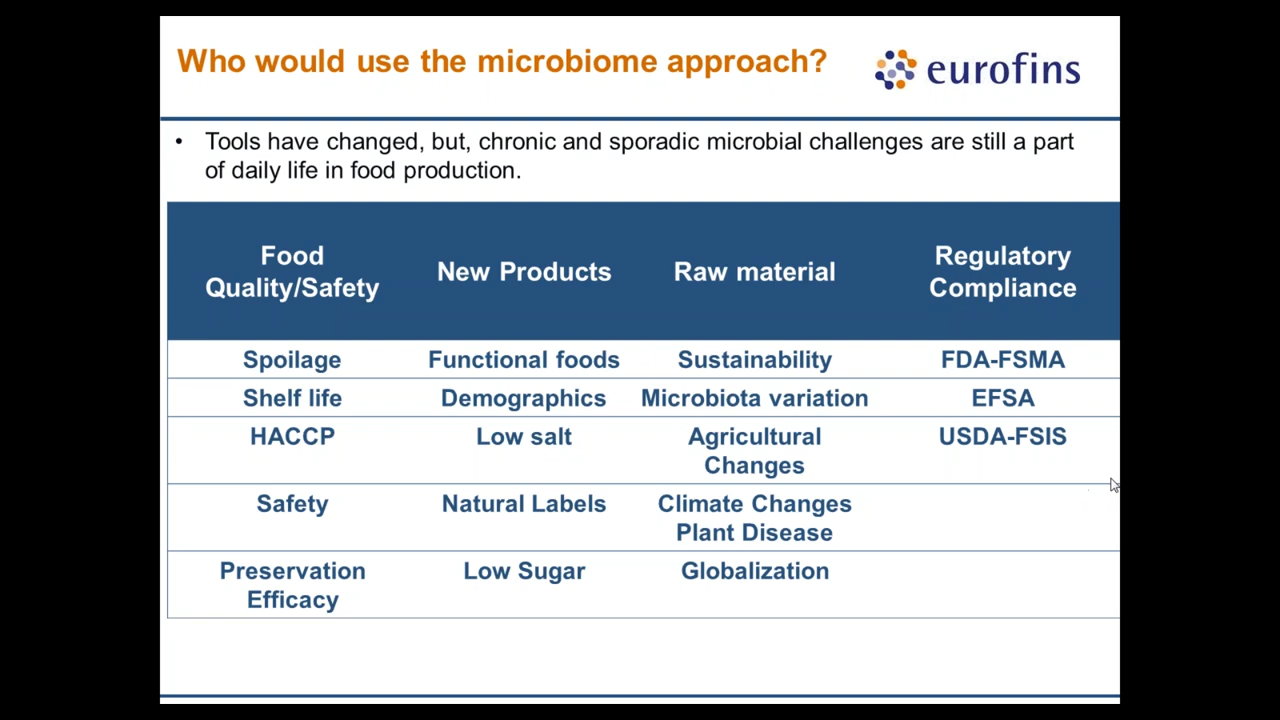 Who would use the microbiome approach?
eurofins
• Tools have changed, but, chronic and sporadic microbial challenges are still a part
of daily life in food production.
Food
Quality/Safety
New Products
Raw material
Regulatory
Compliance
Spoilage
Functional foods
Sustainability
FDA-FSMA
Shelf life
Demographics
Microbiota variation
EFSA
HACCP
Low salt
Agricultural
Changes
USDA-FSIS
Safety
Natural Labels
Climate Changes
Plant Disease
Preservation
Efficacy
Low Sugar
Globalization